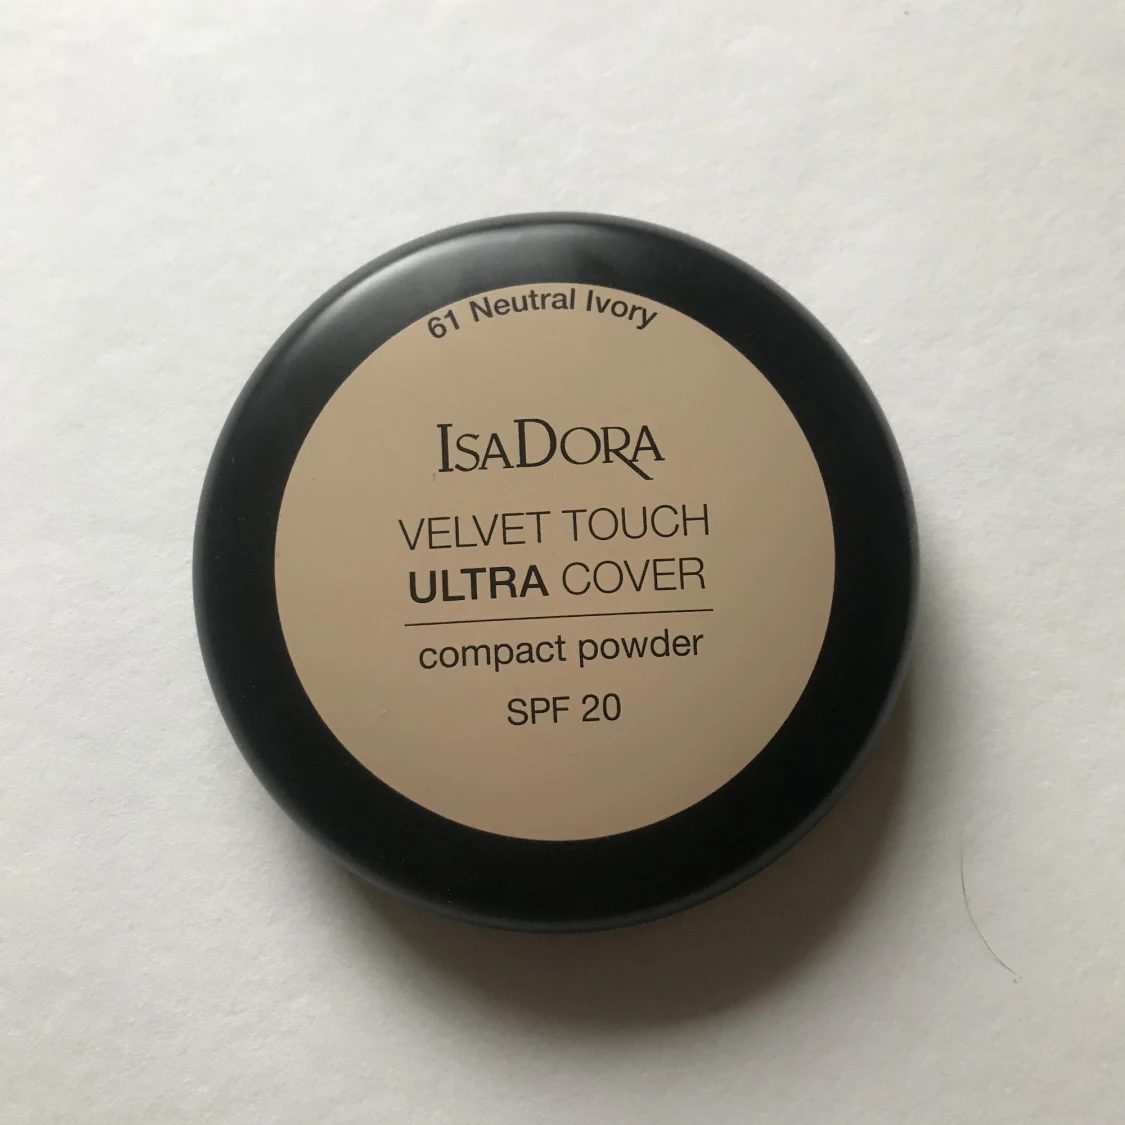 61 Neutral Ivory
IsaDora
VELVET TOUCH
ULTRA COVER
compact powder
SPF 20